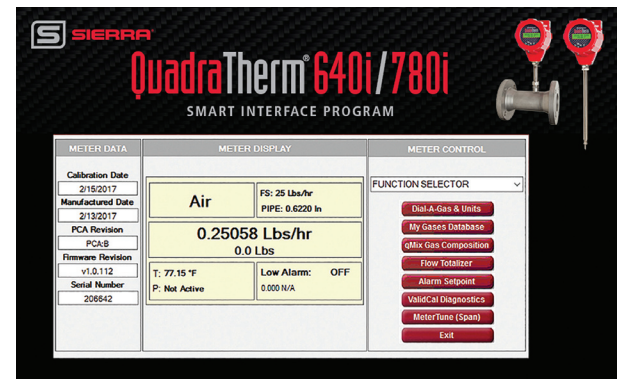 S SIERRA®
QuadraTherm® 640i/780i
SMART INTERFACE PROGRAM
METER DATA
Calibration Date
2/15/2017
Manufactured Date
2/13/2017
PCA Revision
PCA:B
Firmware Revision
v1.0.112
Serial Number
206642
METER DISPLAY
Air
FS: 25 Lbs/hr
PIPE: 0.6220 In
0.25058 Lbs/hr
0.0 Lbs
T: 77.15 °F
P: Not Active
Low Alarm: OFF
0.000 N/A
METER CONTROL
FUNCTION SELECTOR
Dial-A-Gas & Units
My Gases Database
qMix Gas Composition
Flow Totalizer
Alarm Setpoint
ValidCal Diagnostics
MeterTune (Span)
Exit